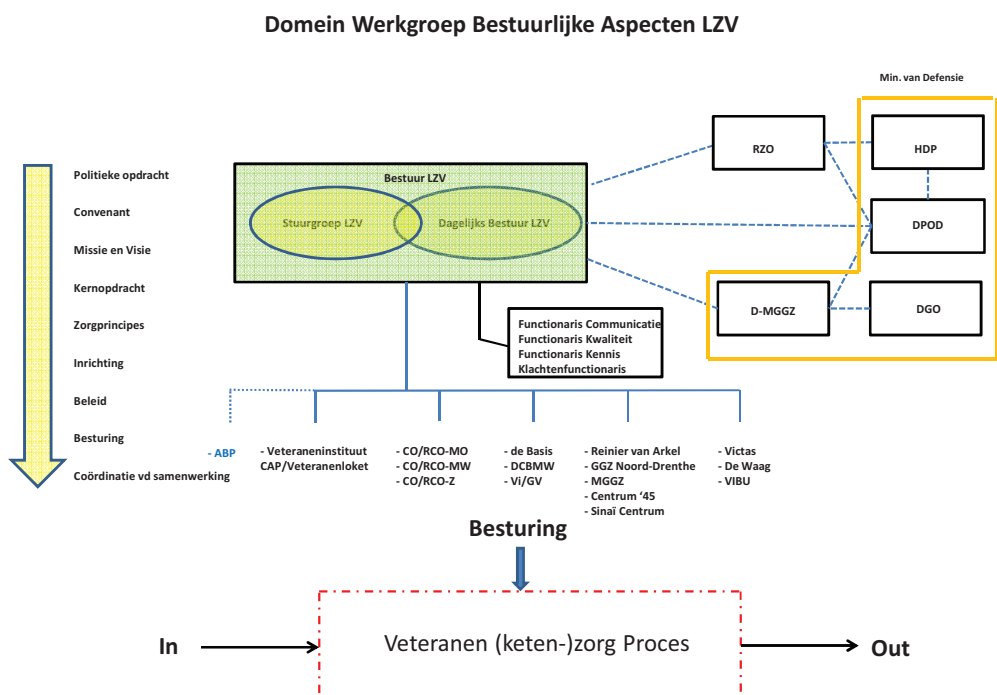 Domein Werkgroep Bestuurlijke Aspecten LZV
Min. van Defensie
RZO
HDP
DPOD
D-MGGZ
DGO
Bestuur LZV
Stuurgroep LZV
Dagelijks Bestuur LZV
Politieke opdracht
Convenant
Missie en Visie
Kernopdracht
Zorgprincipes
Inrichting
Beleid
Besturing
Coördinatie vd samenwerking
Functionaris Communicatie
Functionaris Kwaliteit
Functionaris Kennis
Klachtenfunctionaris
- ABP
- Veteraneninstituut
CAP/Veteranenloket
- CO/RCO-MO
- CO/RCO-MW
- CO/RCO-Z
- de Basis
- DCBMW
- Vi/GV
- Reinier van Arkel
- GGZ Noord-Drenthe
- MGGZ
- Centrum ‘45
- Sinaï Centrum
- Victas
- De Waag
- VIBU
Besturing
In
Veteranen (keten-)zorg Proces
Out